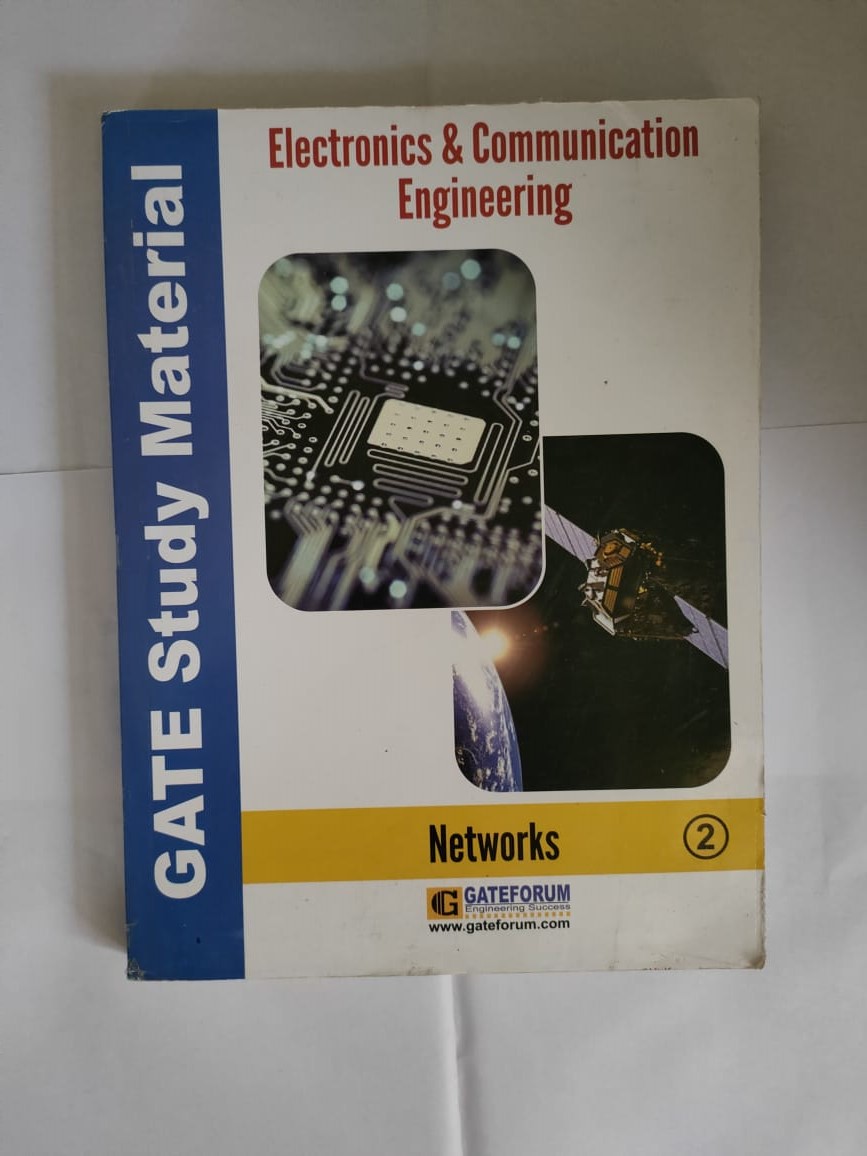 Electronics & Communication
Engineering
GATE Study Material
Networks
2
G GATEFORUM
Engineering Success
www.gateforum.com